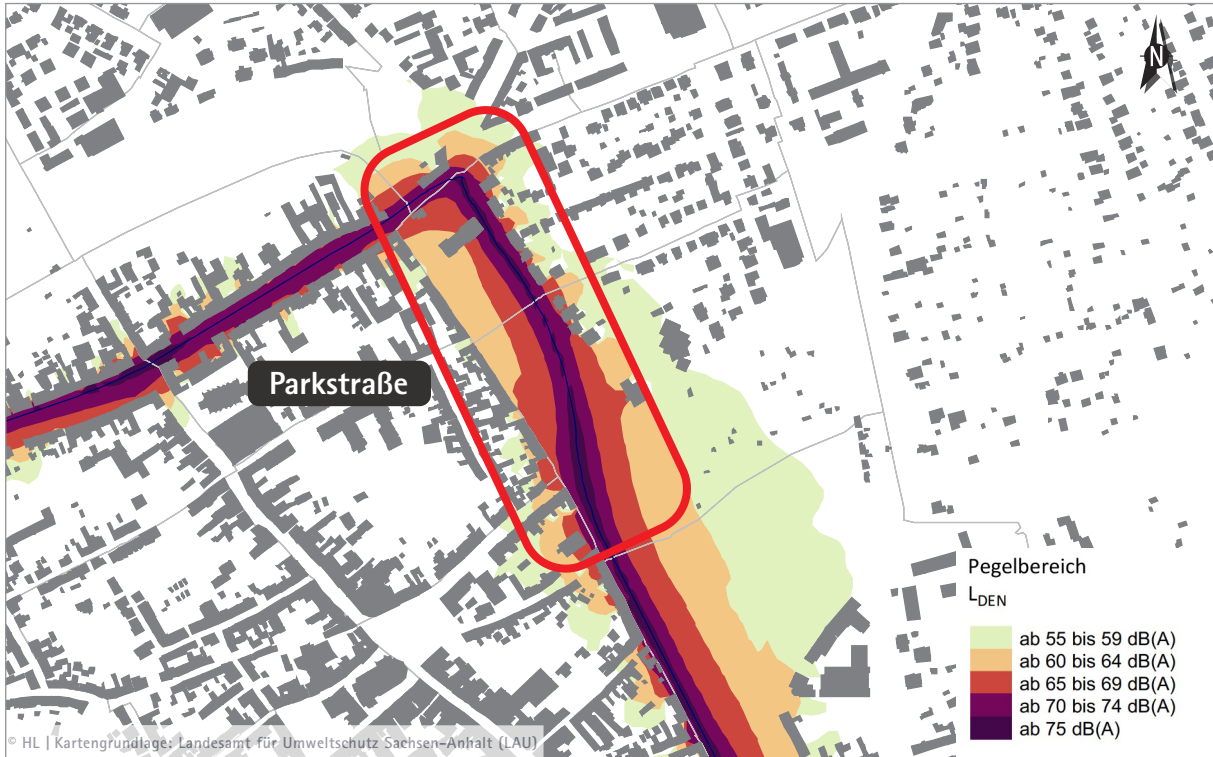 N
Parkstraße
Pegelbereich
LDEN
ab 55 bis 59 dB(A)
ab 60 bis 64 dB(A)
ab 65 bis 69 dB(A)
ab 70 bis 74 dB(A)
ab 75 dB(A)
© HL | Kartengrundlage: Landesamt für Umweltschutz Sachsen-Anhalt (LAU)